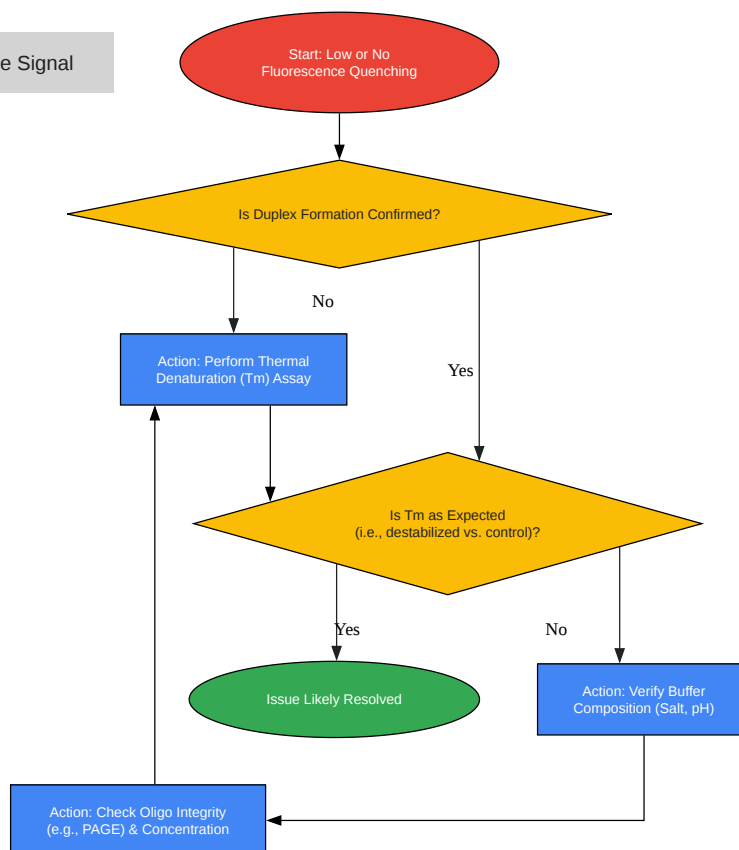 e Signal
Start: Low or No
Fluorescence Quenching
Is Duplex Formation Confirmed?
No
Action: Perform Thermal
Denaturation (Tm) Assay
Yes
Is Tm as Expected
(i.e., destabilized vs. control)?
Yes
No
Issue Likely Resolved
Action: Verify Buffer
Composition (Salt, pH)
Action: Check Oligo Integrity
(e.g., PAGE) & Concentration